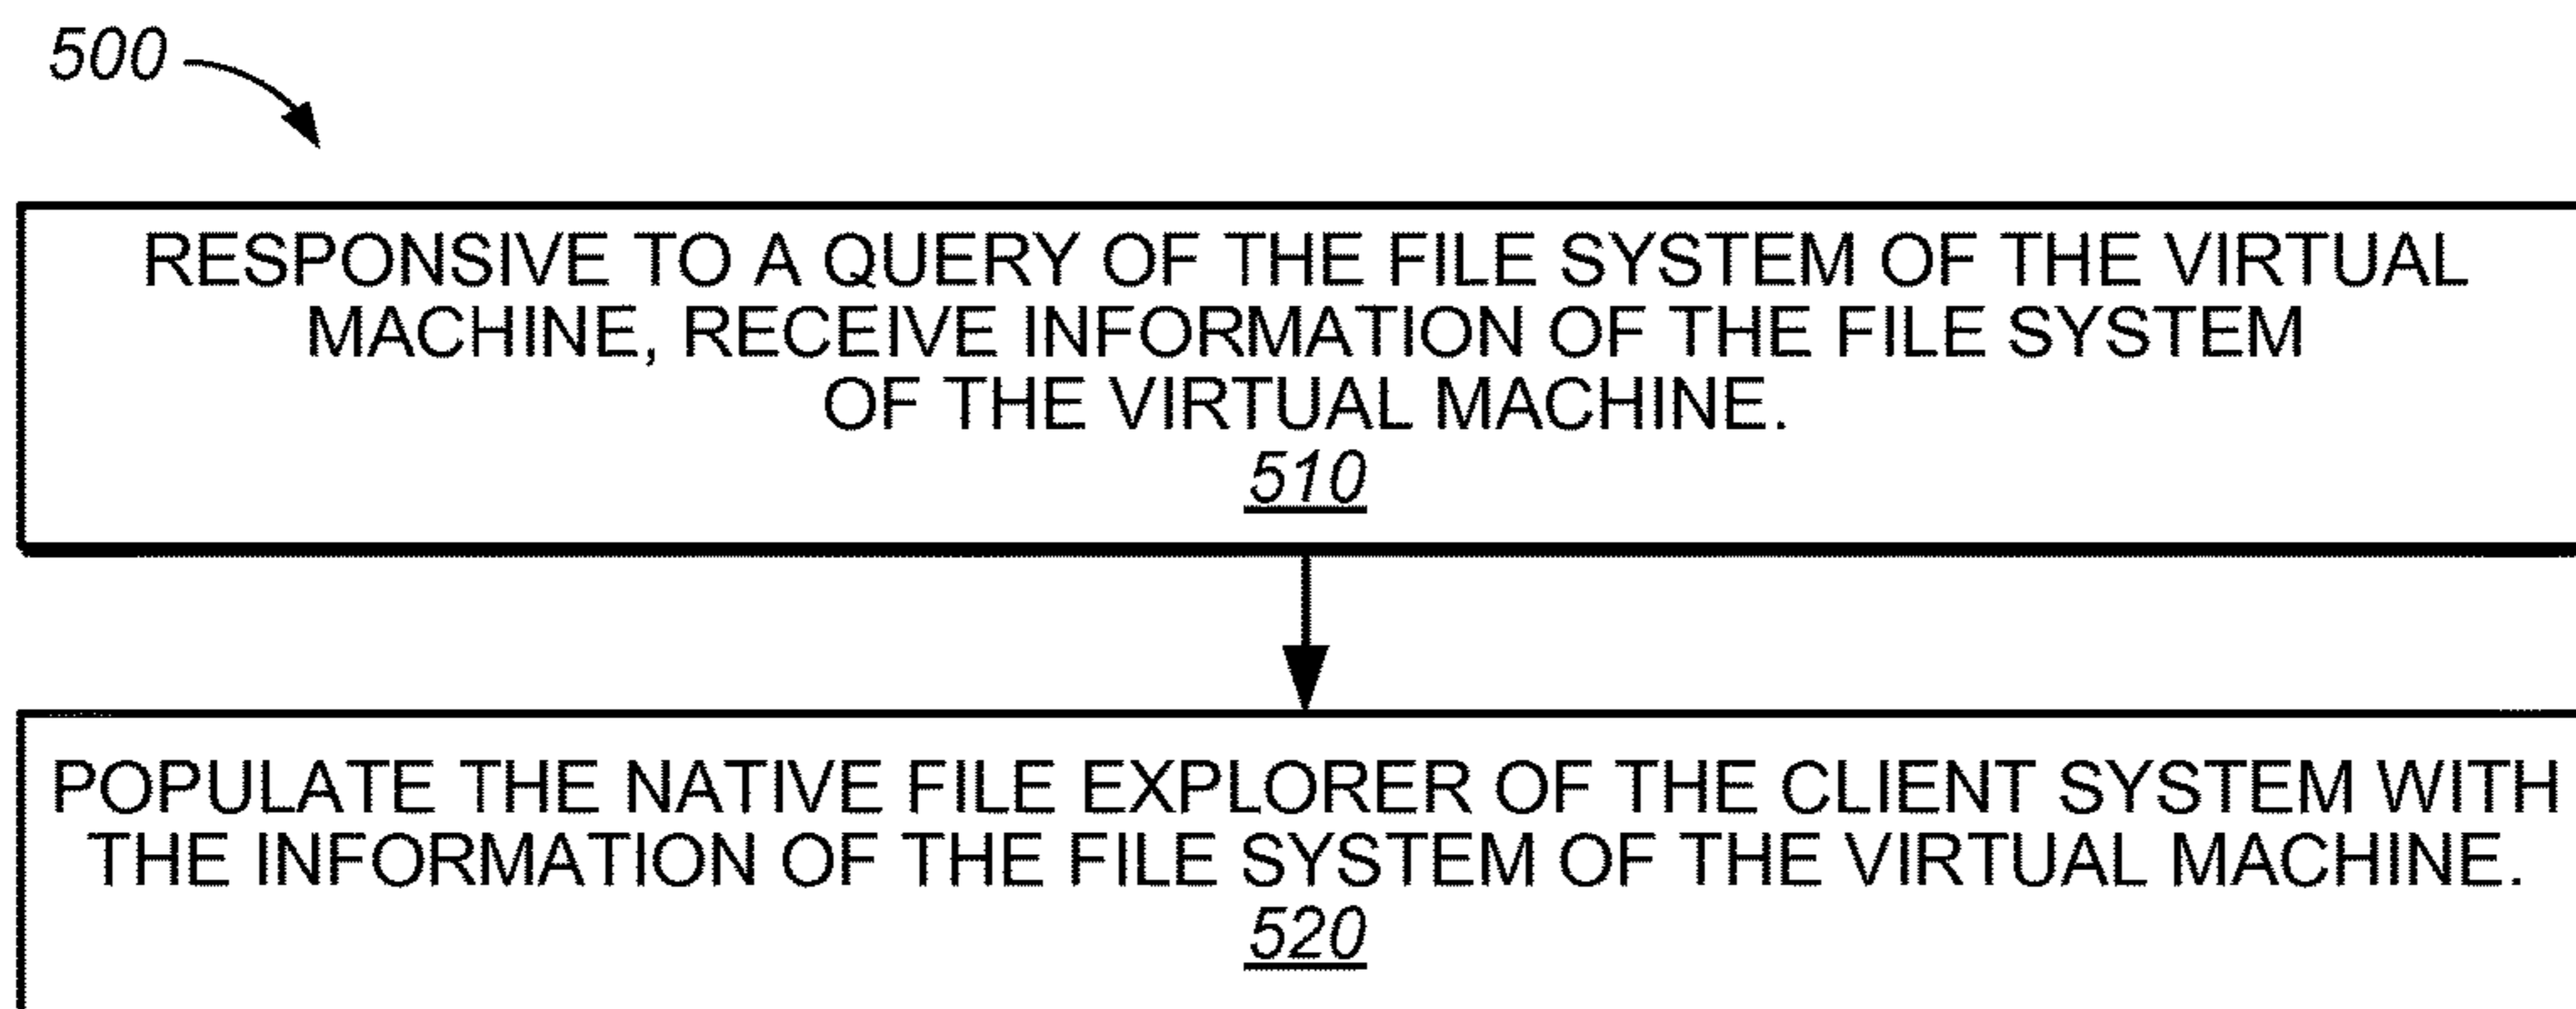 500
RESPONSIVE TO A QUERY OF THE FILE SYSTEM OF THE VIRTUAL
MACHINE, RECEIVE INFORMATION OF THE FILE SYSTEM
OF THE VIRTUAL MACHINE.
510
POPULATE THE NATIVE FILE EXPLORER OF THE CLIENT SYSTEM WITH
THE INFORMATION OF THE FILE SYSTEM OF THE VIRTUAL MACHINE.
520